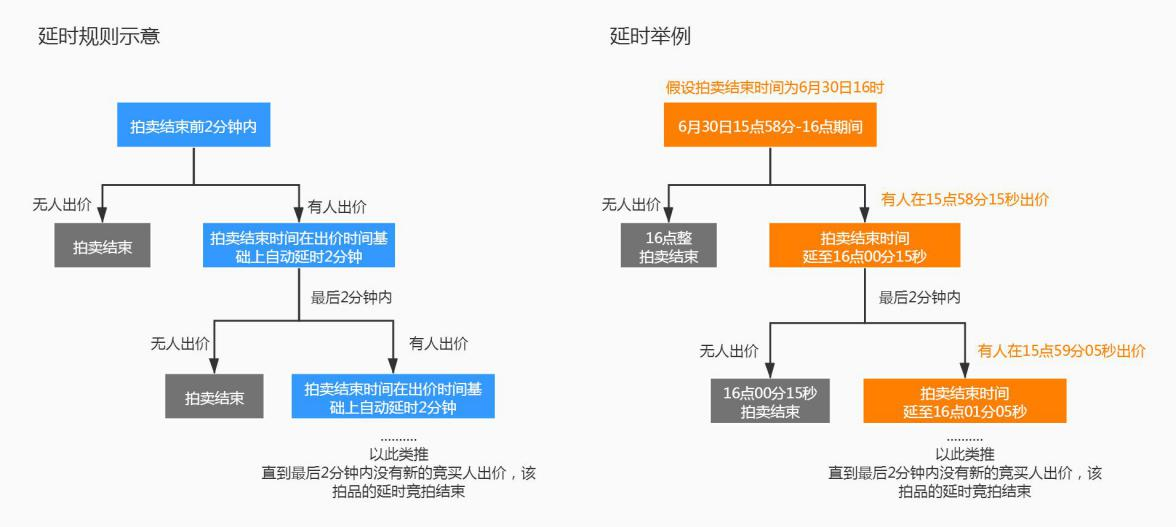 延时规则示意
拍卖结束前2分钟内
无人出价
有人出价
拍卖结束
拍卖结束时间在出价时间基
础上自动延时2分钟
最后2分钟内
无人出价
有人出价
拍卖结束
拍卖结束时间在出价时间基
础上自动延时2分钟
..........
以此类推
直到最后2分钟内没有新的竞买人出价，该
拍品的延时竞拍结束
延时举例
假设拍卖结束时间为6月30日16时
6月30日15点58分-16点期间
无人出价
有人在15点58分15秒出价
16点整
拍卖结束
拍卖结束时间
延至16点00分15秒
最后2分钟内
无人出价
有人在15点59分05秒出价
16点00分15秒
拍卖结束
拍卖结束时间
延至16点01分05秒
..........
以此类推
直到最后2分钟内没有新的竞买人出价，该
拍品的延时竞拍结束